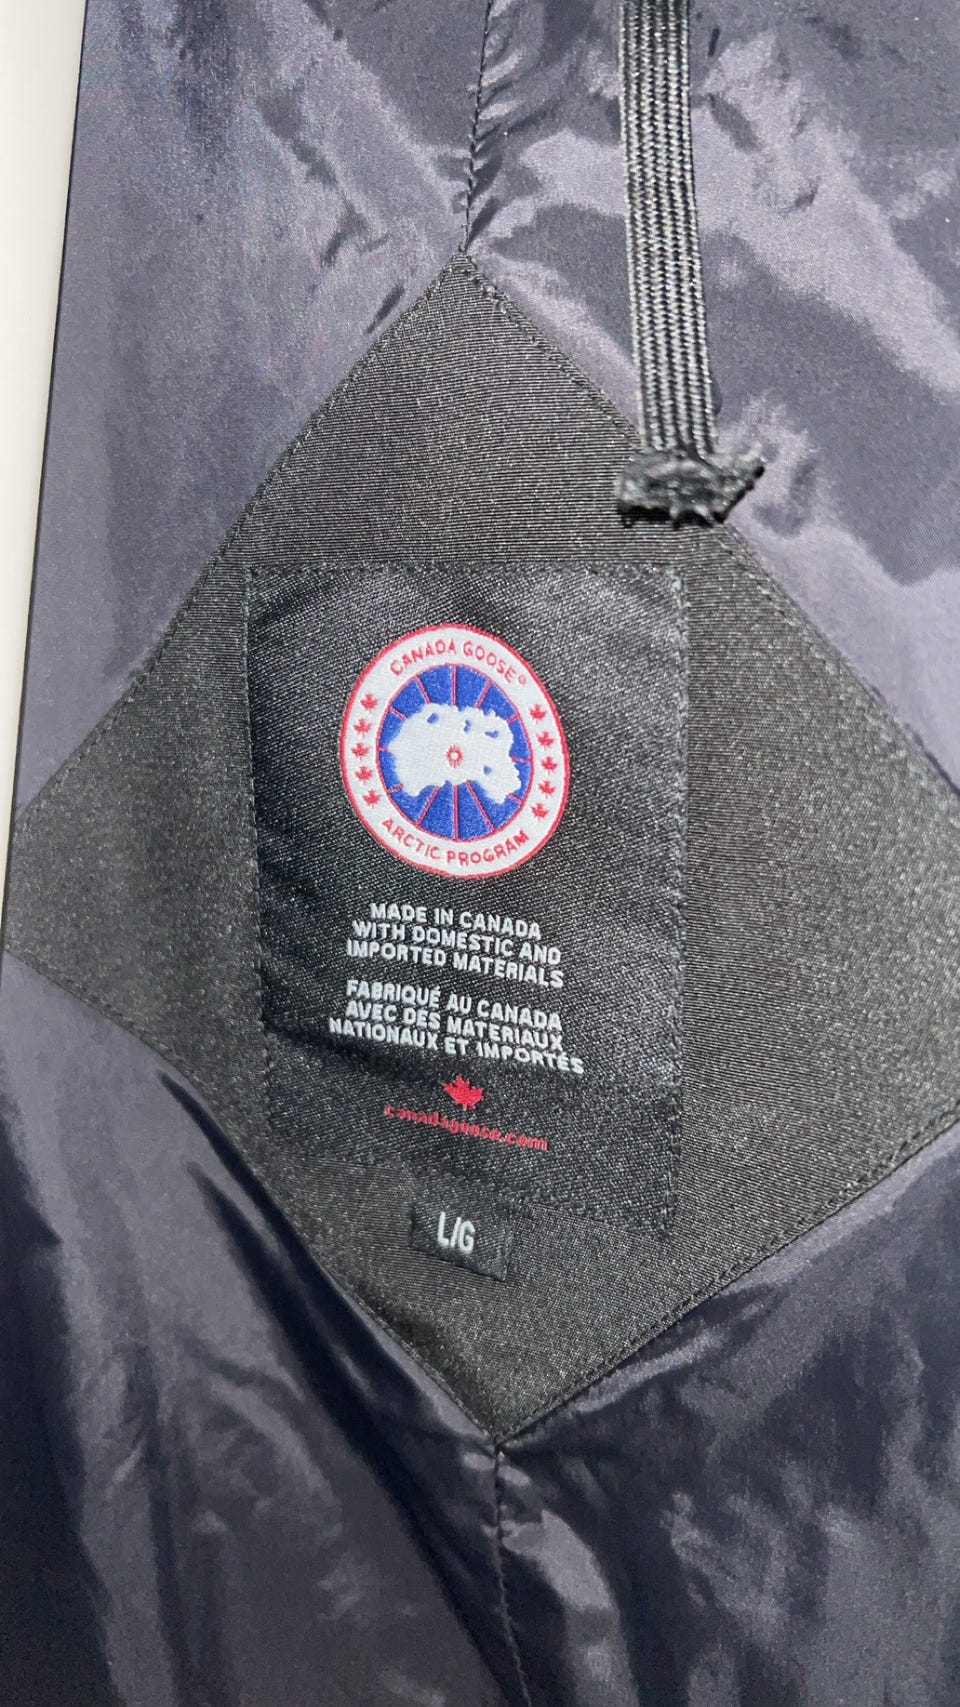 CANADA GOOSE®
ARCTIC PROGRAM
MADE IN CANADA
WITH DOMESTIC AND
IMPORTED MATERIALS
FABRIQUÉ AU CANADA
AVEC DES MATERIAUX
NATIONAUX ET IMPORTÉS
canadagoose.com
L/G